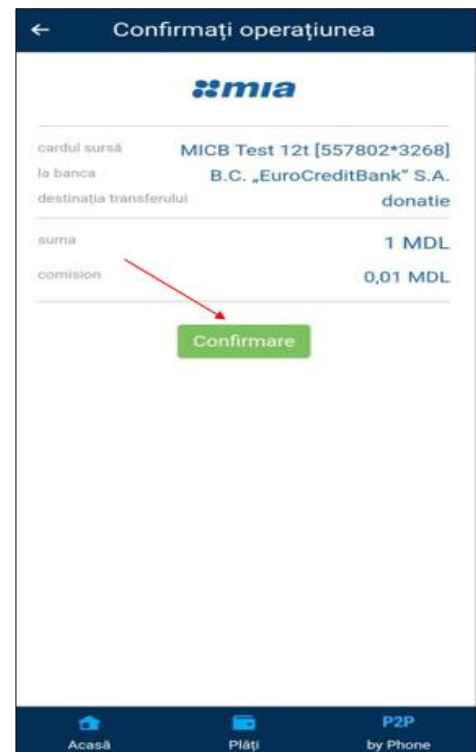 ← Confirmați operațiunea
mia
cardul sursă MICB Test 12t [557802*3268]
la banca B.C. „EuroCreditBank" S.A.
destinația transferului donatie
suma 1 MDL
comision 0,01 MDL
Confirmare
Acasă Plăți P2P by Phone